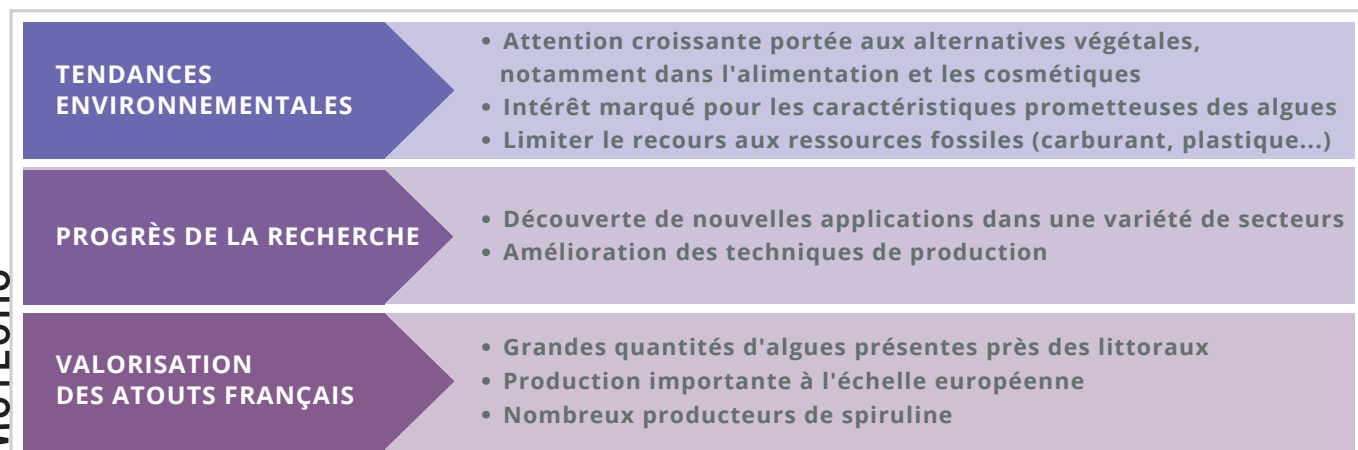 TENDANCES
ENVIRONNEMENTALES
• Attention croissante portée aux alternatives végétales,
notamment dans l'alimentation et les cosmétiques
• Intérêt marqué pour les caractéristiques prometteuses des algues
• Limiter le recours aux ressources fossiles (carburant, plastique...)
PROGRÈS DE LA RECHERCHE
• Découverte de nouvelles applications dans une variété de secteurs
• Amélioration des techniques de production
VALORISATION
DES ATOUTS FRANÇAIS
• Grandes quantités d'algues présentes près des littoraux
• Production importante à l'échelle européenne
• Nombreux producteurs de spiruline